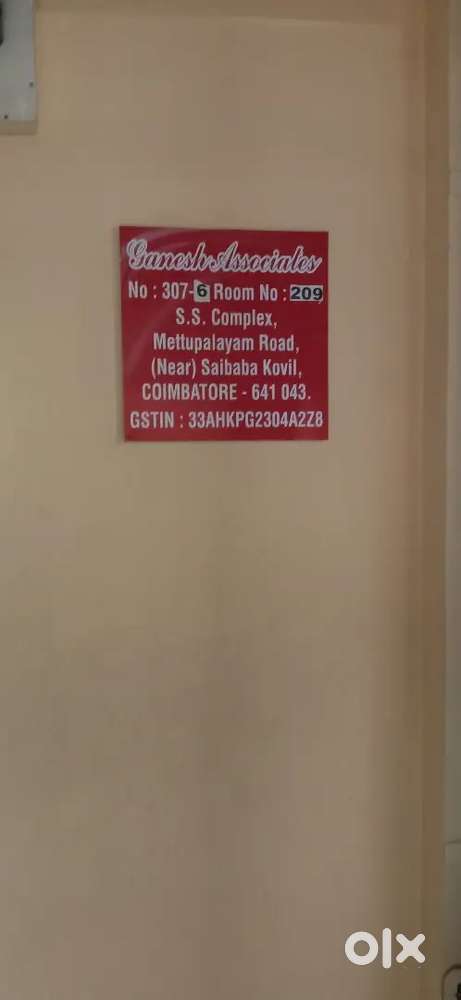 Ganesh Associates
No : 307-6 Room No : 209
S.S. Complex,
Mettupalayam Road,
(Near) Saibaba Kovil,
COIMBATORE - 641 043.
GSTIN : 33AHKPG2304A2Z8
olx